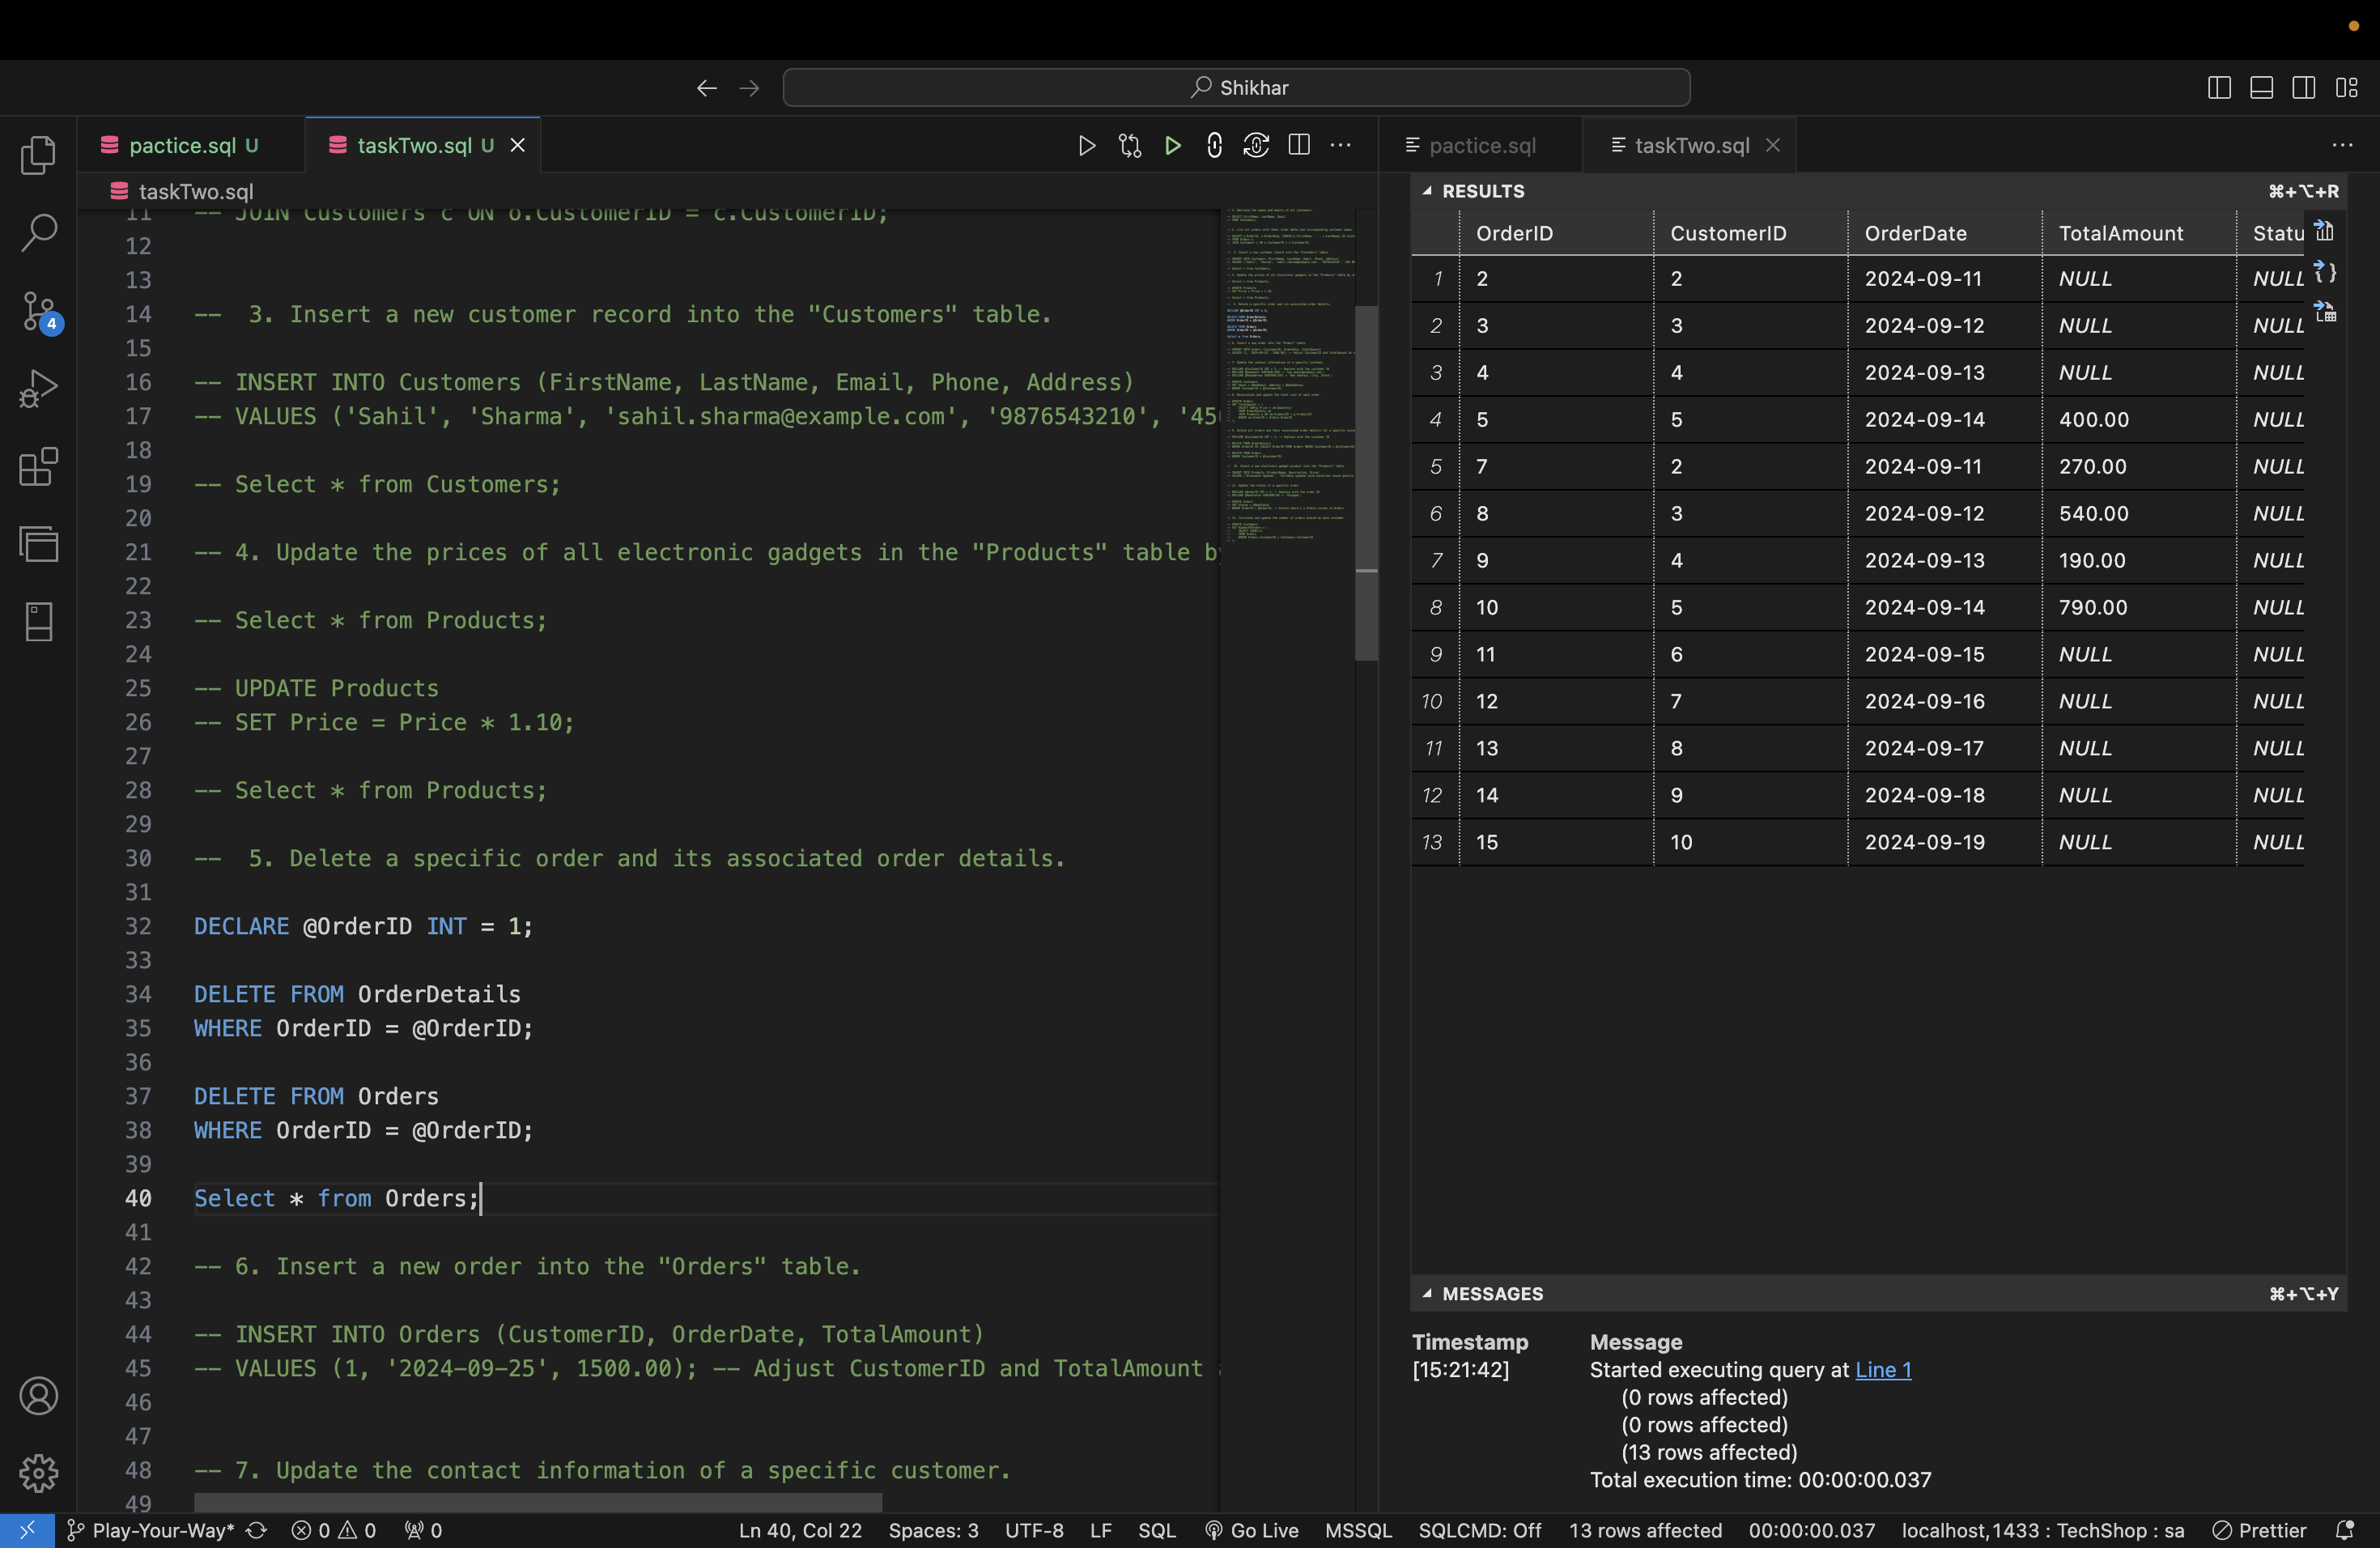 Shikhar
pactice.sql U
taskTwo.sql U
pactice.sql
taskTwo.sql
taskTwo.sql
11 -- JOIN Customers c ON o.CustomerID = c.CustomerID;
12
13
14 --  3. Insert a new customer record into the "Customers" table.
15
16 -- INSERT INTO Customers (FirstName, LastName, Email, Phone, Address)
17 -- VALUES ('Sahil', 'Sharma', 'sahil.sharma@example.com', '9876543210', '45
18
19 -- Select * from Customers;
20
21 -- 4. Update the prices of all electronic gadgets in the "Products" table by
22
23 -- Select * from Products;
24
25 -- UPDATE Products
26 -- SET Price = Price * 1.10;
27
28 -- Select * from Products;
29
30 --  5. Delete a specific order and its associated order details.
31
32 DECLARE @OrderID INT = 1;
33
34 DELETE FROM OrderDetails
35 WHERE OrderID = @OrderID;
36
37 DELETE FROM Orders
38 WHERE OrderID = @OrderID;
39
40 Select * from Orders;
41
42 -- 6. Insert a new order into the "Orders" table.
43
44 -- INSERT INTO Orders (CustomerID, OrderDate, TotalAmount)
45 -- VALUES (1, '2024-09-25', 1500.00); -- Adjust CustomerID and TotalAmount
46
47
48 -- 7. Update the contact information of a specific customer.
49
RESULTS ⌘+⌥+R
OrderID CustomerID OrderDate TotalAmount Statu
1 2 2 2024-09-11 NULL NULL
2 3 3 2024-09-12 NULL NULL
3 4 4 2024-09-13 NULL NULL
4 5 5 2024-09-14 400.00 NULL
5 7 2 2024-09-11 270.00 NULL
6 8 3 2024-09-12 540.00 NULL
7 9 4 2024-09-13 190.00 NULL
8 10 5 2024-09-14 790.00 NULL
9 11 6 2024-09-15 NULL NULL
10 12 7 2024-09-16 NULL NULL
11 13 8 2024-09-17 NULL NULL
12 14 9 2024-09-18 NULL NULL
13 15 10 2024-09-19 NULL NULL
MESSAGES ⌘+⌥+Y
Timestamp Message
[15:21:42] Started executing query at Line 1
(0 rows affected)
(0 rows affected)
(13 rows affected)
Total execution time: 00:00:00.037
4
Play-Your-Way* 0 0 0 Ln 40, Col 22 Spaces: 3 UTF-8 LF SQL Go Live MSSQL SQLCMD: Off 13 rows affected 00:00:00.037 localhost,1433 : TechShop : sa Prettier